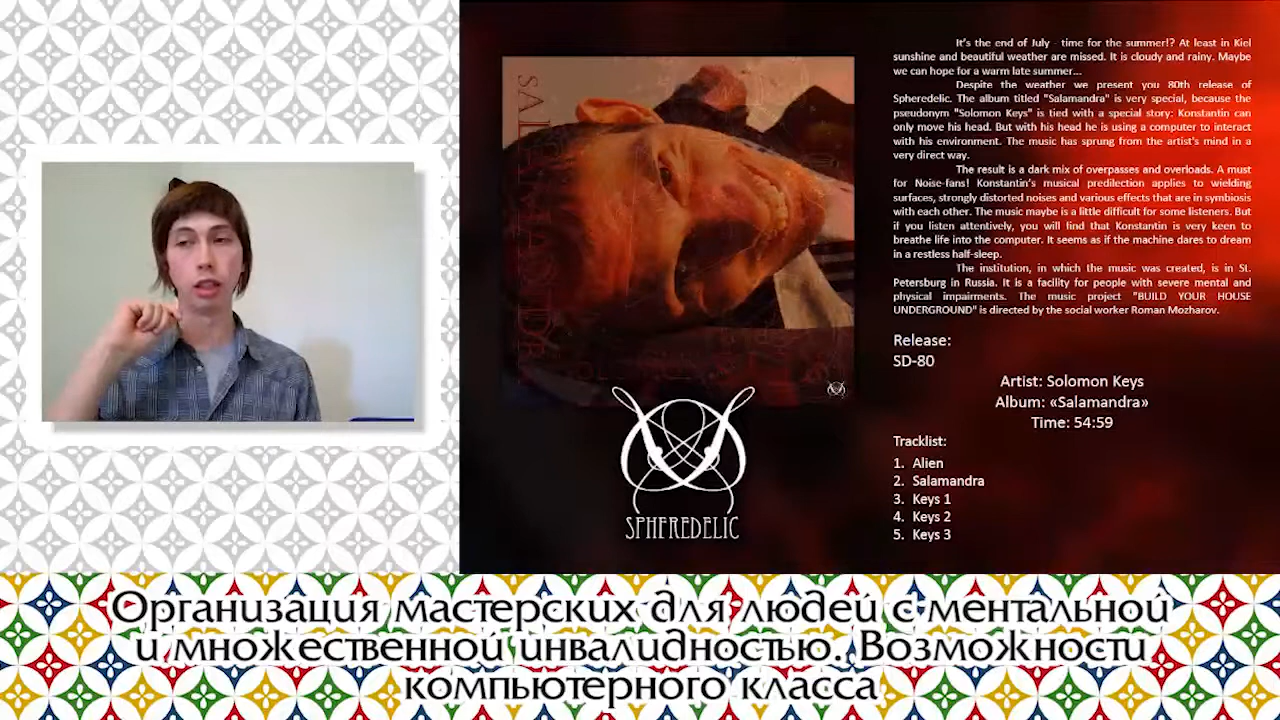 It's the end of July - time for the summer!? At least in Kiel
sunshine and beautiful weather are missed. It is cloudy and rainy. Maybe
we can hope for a warm late summer...
Despite the weather we present you 80th release of
Spheredelic. The album titled "Salamandra" is very special, because the
pseudonym "Solomon Keys" is tied with a special story: Konstantin can
only move his head. But with his head he is using a computer to interact
with his environment. The music has sprung from the artist's mind in a
very direct way.
The result is a dark mix of overpasses and overloads. A must
for Noise-fans! Konstantin's musical predilection applies to wielding
surfaces, strongly distorted noises and various effects that are in symbiosis
with each other. The music maybe is a little difficult for some listeners. But
if you listen attentively, you will find that Konstantin is very keen to
breathe life into the computer. It seems as if the machine dares to dream
in a restless half-sleep.
The institution, in which the music was created, is in St.
Petersburg in Russia. It is a facility for people with severe mental and
physical impairments. The music project "BUILD YOUR HOUSE
UNDERGROUND" is directed by the social worker Roman Mozharov.
Release:
SD-80
Artist: Solomon Keys
Album: «Salamandra»
Time: 54:59
Tracklist:
1. Alien
2. Salamandra
3. Keys 1
4. Keys 2
5. Keys 3
SPHEREDELIC
Организация мастерских для людей с ментальной
и множественной инвалидностью. Возможности
компьютерного класса